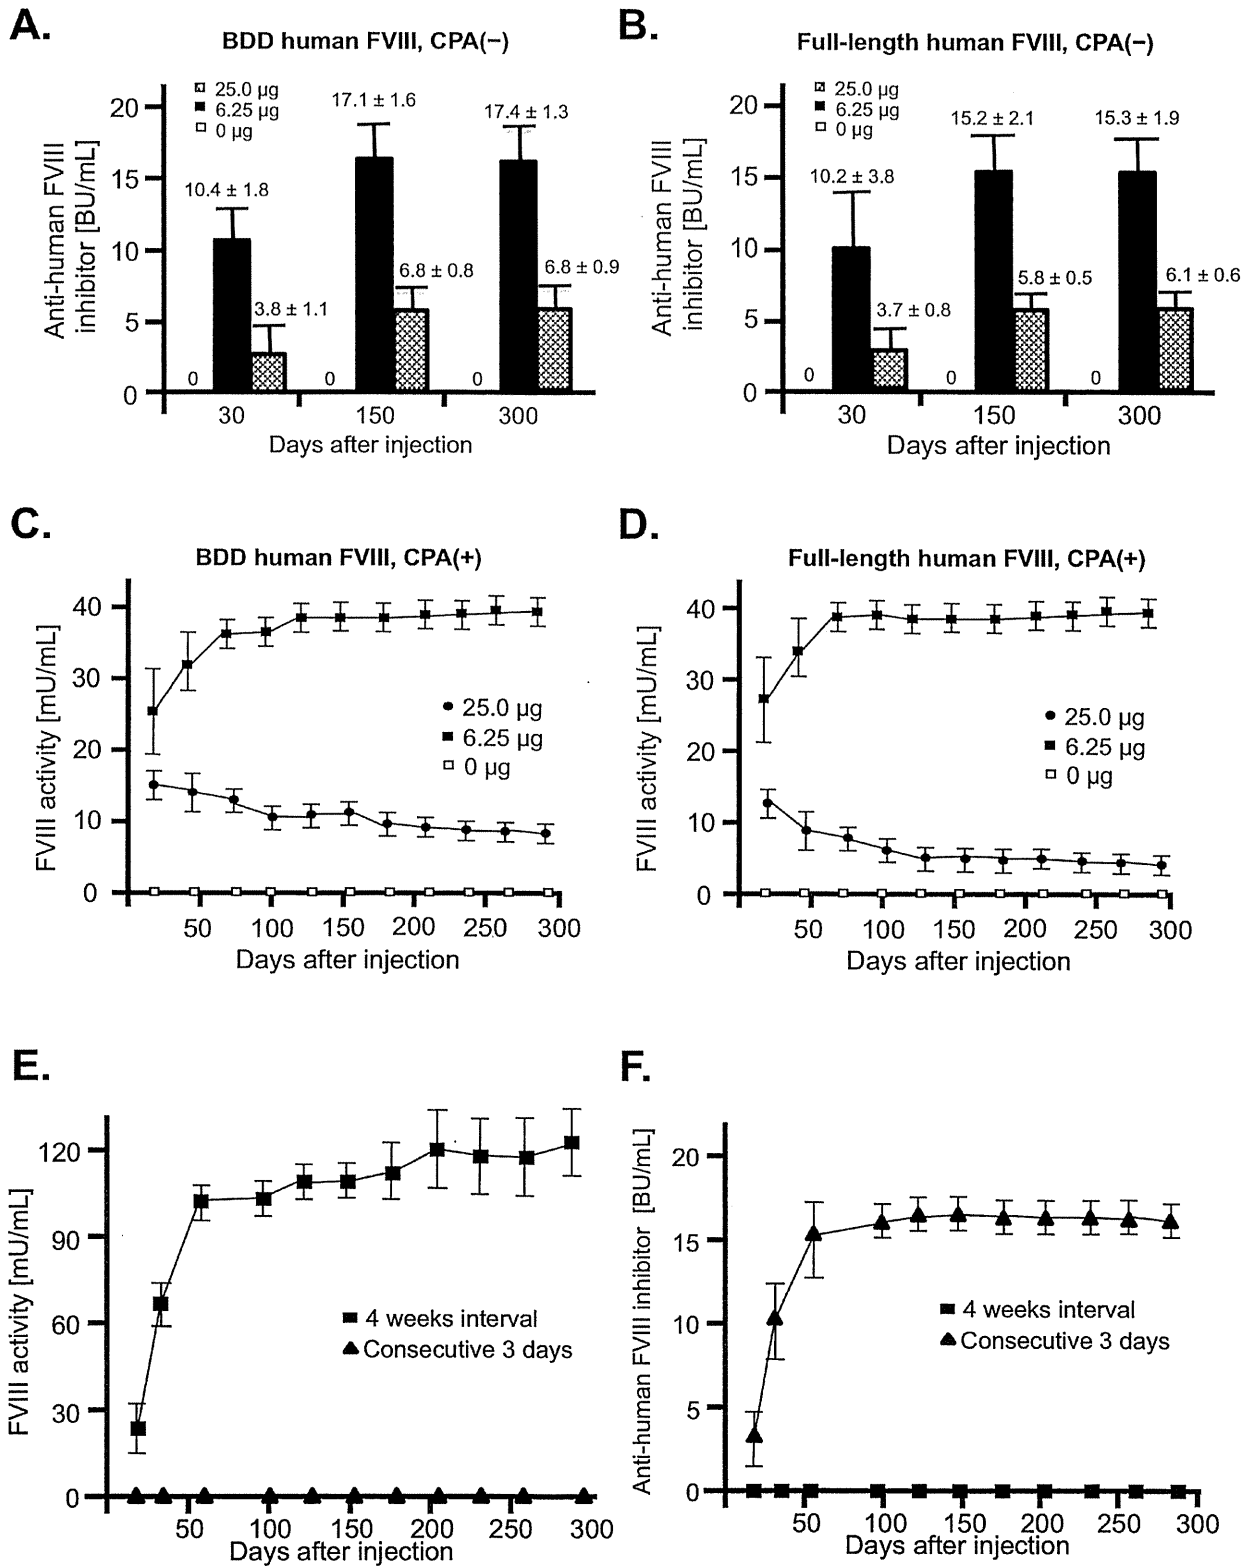 A.
BDD human FVIII, CPA(−)
25.0 µg
6.25 µg
0 µg
Anti-human FVIII
inhibitor [BU/mL]
20
15
10
5
0
10.4 ± 1.8
17.1 ± 1.6
17.4 ± 1.3
3.8 ± 1.1
6.8 ± 0.8
6.8 ± 0.9
0
0
0
30
150
300
Days after injection
B.
Full-length human FVIII, CPA(−)
25.0 µg
6.25 µg
0 µg
Anti-human FVIII
inhibitor [BU/mL]
20
15
10
5
0
10.2 ± 3.8
15.2 ± 2.1
15.3 ± 1.9
3.7 ± 0.8
5.8 ± 0.5
6.1 ± 0.6
0
0
0
30
150
300
Days after injection
C.
BDD human FVIII, CPA(+)
FVIII activity [mU/mL]
40
30
20
10
0
25.0 µg
6.25 µg
0 µg
50 100 150 200 250 300
Days after injection
D.
Full-length human FVIII, CPA(+)
FVIII activity [mU/mL]
40
30
20
10
0
25.0 µg
6.25 µg
0 µg
50 100 150 200 250 300
Days after injection
E.
FVIII activity [mU/mL]
120
90
60
30
0
4 weeks interval
Consecutive 3 days
50 100 150 200 250 300
Days after injection
F.
Anti-human FVIII inhibitor [BU/mL]
20
15
10
5
0
4 weeks interval
Consecutive 3 days
50 100 150 200 250 300
Days after injection